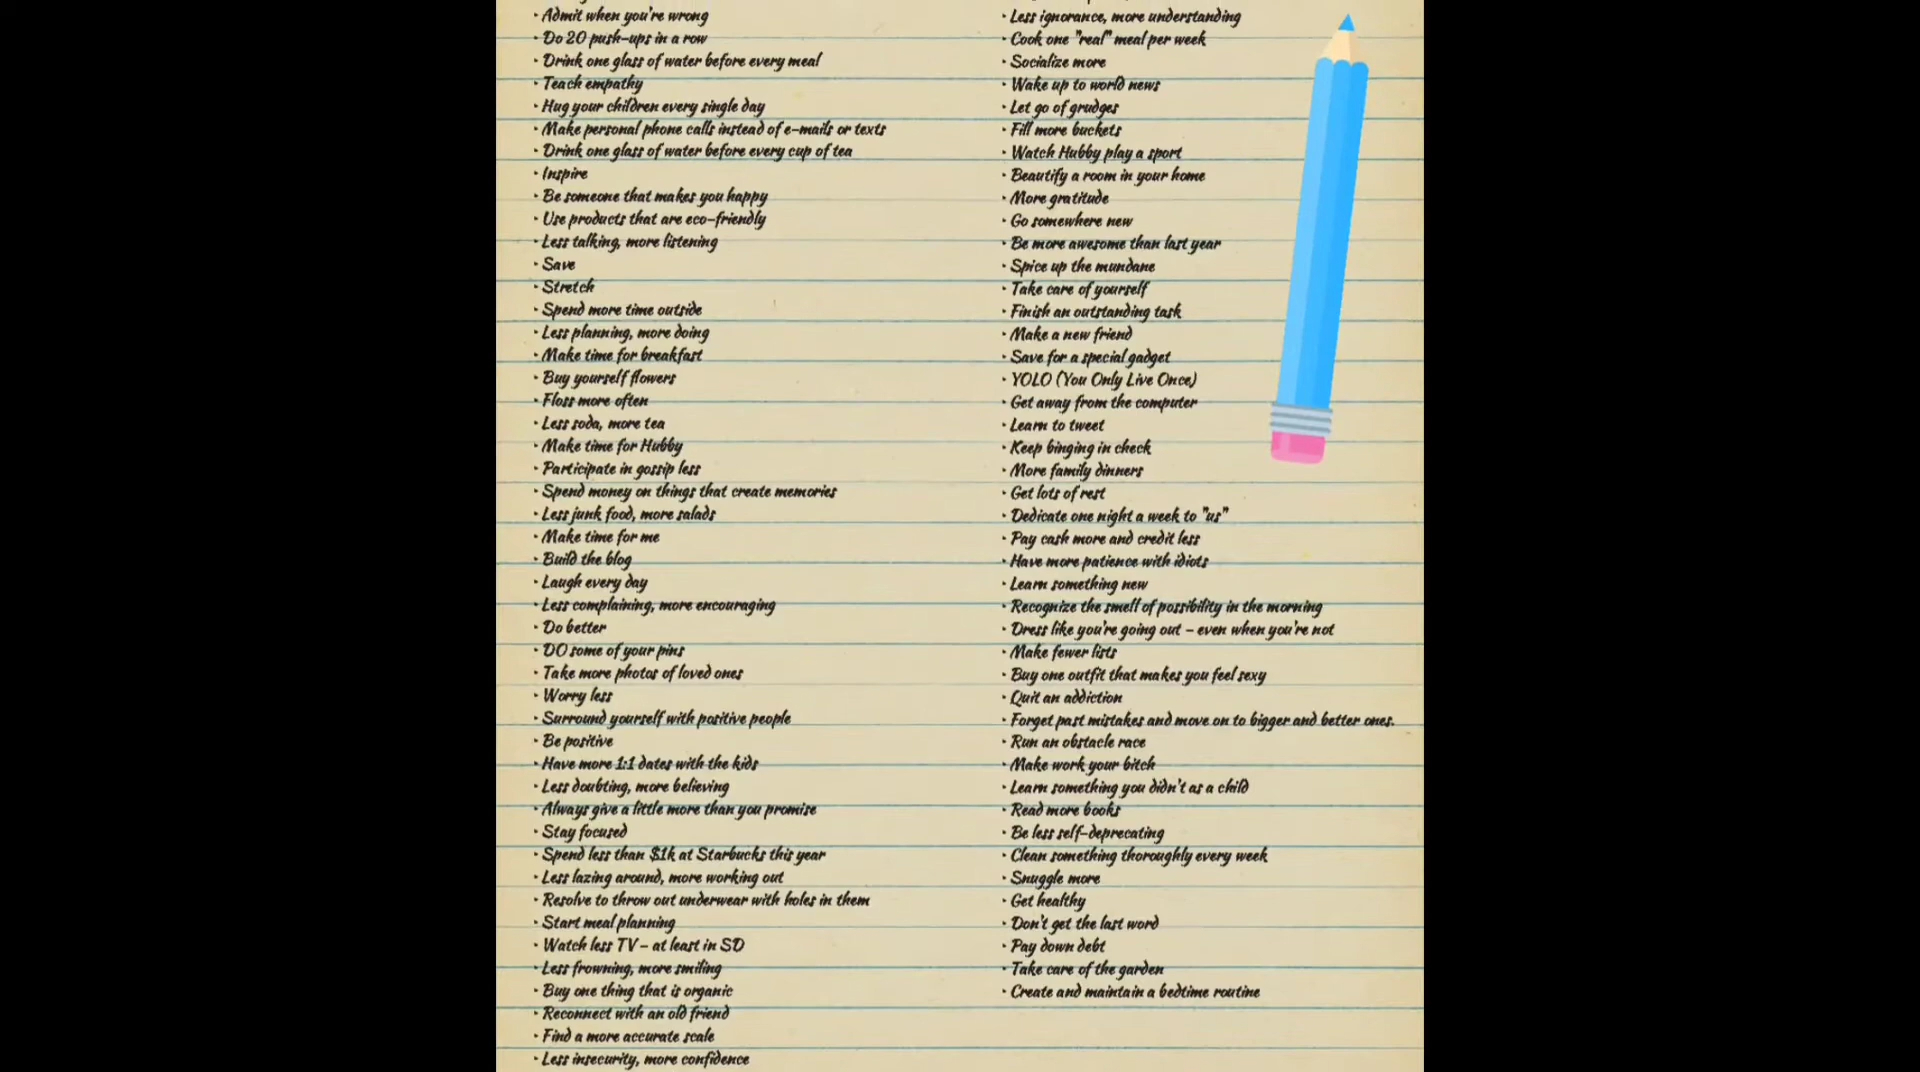 · Admit when you're wrong
· Do 20 push-ups in a row
· Drink one glass of water before every meal
· Teach empathy
· Hug your children every single day
· Make personal phone calls instead of e-mails or texts
· Drink one glass of water before every cup of tea
· Inspire
· Be someone that makes you happy
· Use products that are eco-friendly
· Less talking, more listening
· Save
· Stretch
· Spend more time outside
· Less planning, more doing
· Make time for breakfast
· Buy yourself flowers
· Floss more often
· Less soda, more tea
· Make time for Hubby
· Participate in gossip less
· Spend money on things that create memories
· Less junk food, more salads
· Make time for me
· Build the blog
· Laugh every day
· Less complaining, more encouraging
· Do better
· DO some of your pins
· Take more photos of loved ones
· Worry less
· Surround yourself with positive people
· Be positive
· Have more 1:1 dates with the kids
· Less doubting, more believing
· Always give a little more than you promise
· Stay focused
· Spend less than $1k at Starbucks this year
· Less lazing around, more working out
· Resolve to throw out underwear with holes in them
· Start meal planning
· Watch less TV - at least in SD
· Less frowning, more smiling
· Buy one thing that is organic
· Reconnect with an old friend
· Find a more accurate scale
· Less insecurity, more confidence
· Less ignorance, more understanding
· Cook one "real" meal per week
· Socialize more
· Wake up to world news
· Let go of grudges
· Fill more buckets
· Watch Hubby play a sport
· Beautify a room in your home
· More gratitude
· Go somewhere new
· Be more awesome than last year
· Spice up the mundane
· Take care of yourself
· Finish an outstanding task
· Make a new friend
· Save for a special gadget
· YOLO (You Only Live Once)
· Get away from the computer
· Learn to tweet
· Keep binging in check
· More family dinners
· Get lots of rest
· Dedicate one night a week to "us"
· Pay cash more and credit less
· Have more patience with idiots
· Learn something new
· Recognize the smell of possibility in the morning
· Dress like you're going out - even when you're not
· Make fewer lists
· Buy one outfit that makes you feel sexy
· Quit an addiction
· Forget past mistakes and move on to bigger and better ones.
· Run an obstacle race
· Make work your bitch
· Learn something you didn't as a child
· Read more books
· Be less self-deprecating
· Clean something thoroughly every week
· Snuggle more
· Get healthy
· Don't get the last word
· Pay down debt
· Take care of the garden
· Create and maintain a bedtime routine